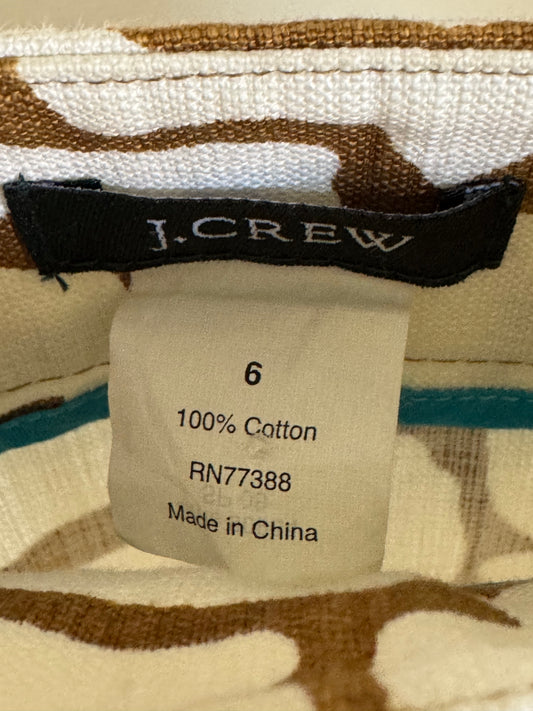 J.CREW
6
100% Cotton
RN77388
Made in China